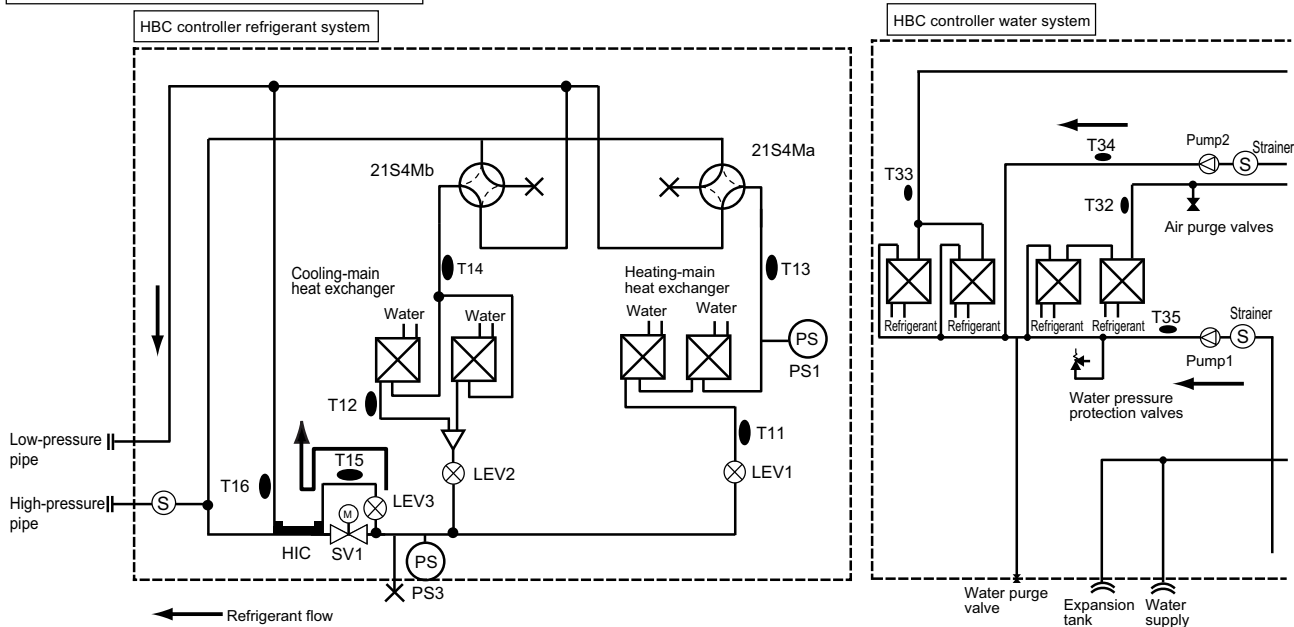 HBC controller refrigerant system
HBC controller water system
21S4Mb
21S4Ma
T14
T13
Cooling-main
heat exchanger
Heating-main
heat exchanger
Water
Water
Water
Water
PS
PS1
T12
T11
Low-pressure
pipe
T15
LEV2
LEV1
High-pressure
pipe
S
T16
LEV3
M
HIC
SV1
PS
PS3
Refrigerant flow
T34
Pump2
Strainer
S
T33
T32
Air purge valves
Refrigerant
Refrigerant
Refrigerant
Refrigerant
T35
Strainer
S
Pump1
Water pressure
protection valves
Water purge
valve
Expansion
tank
Water
supply